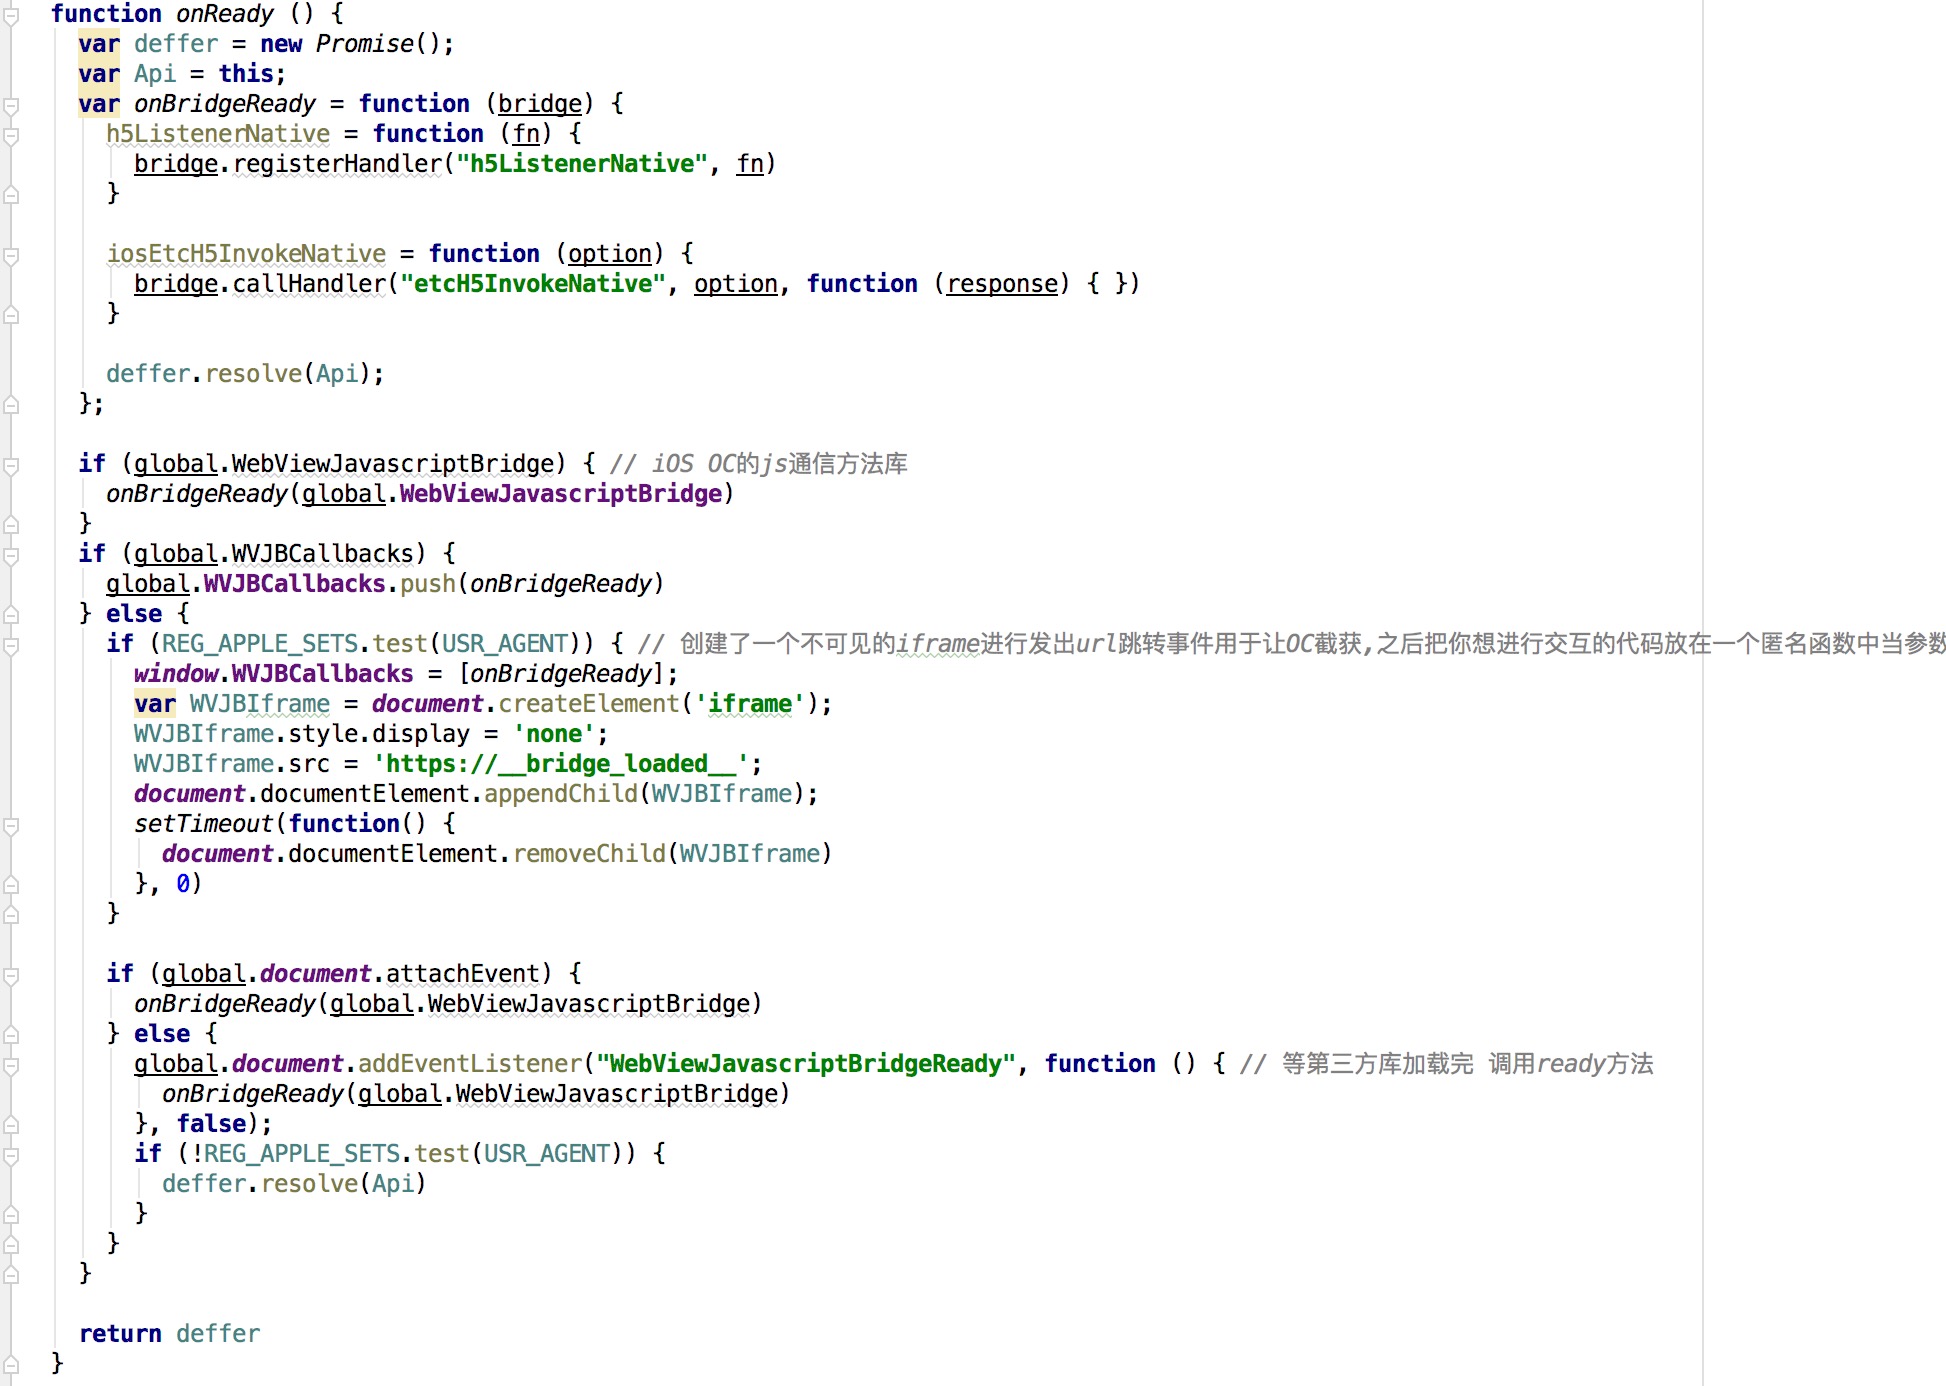 function onReady () {
  var deffer = new Promise();
  var Api = this;
  var onBridgeReady = function (bridge) {
    h5ListenerNative = function (fn) {
      bridge.registerHandler("h5ListenerNative", fn)
    }

    iosEtcH5InvokeNative = function (option) {
      bridge.callHandler("etcH5InvokeNative", option, function (response) { })
    }

    deffer.resolve(Api);
  };

  if (global.WebViewJavascriptBridge) { // iOS OC的js通信方法库
    onBridgeReady(global.WebViewJavascriptBridge)
  }
  if (global.WVJBCallbacks) {
    global.WVJBCallbacks.push(onBridgeReady)
  } else {
    if (REG_APPLE_SETS.test(USR_AGENT)) { // 创建了一个不可见的iframe进行发出url跳转事件用于让OC截获,之后把你想进行交互的代码放在一个匿名函数中当参数
      window.WVJBCallbacks = [onBridgeReady];
      var WVJBIframe = document.createElement('iframe');
      WVJBIframe.style.display = 'none';
      WVJBIframe.src = 'https://__bridge_loaded__';
      document.documentElement.appendChild(WVJBIframe);
      setTimeout(function() {
        document.documentElement.removeChild(WVJBIframe)
      }, 0)
    }

    if (global.document.attachEvent) {
      onBridgeReady(global.WebViewJavascriptBridge)
    } else {
      global.document.addEventListener("WebViewJavascriptBridgeReady", function () { // 等第三方库加载完 调用ready方法
        onBridgeReady(global.WebViewJavascriptBridge)
      }, false);
      if (!REG_APPLE_SETS.test(USR_AGENT)) {
        deffer.resolve(Api)
      }
    }
  }

  return deffer
}